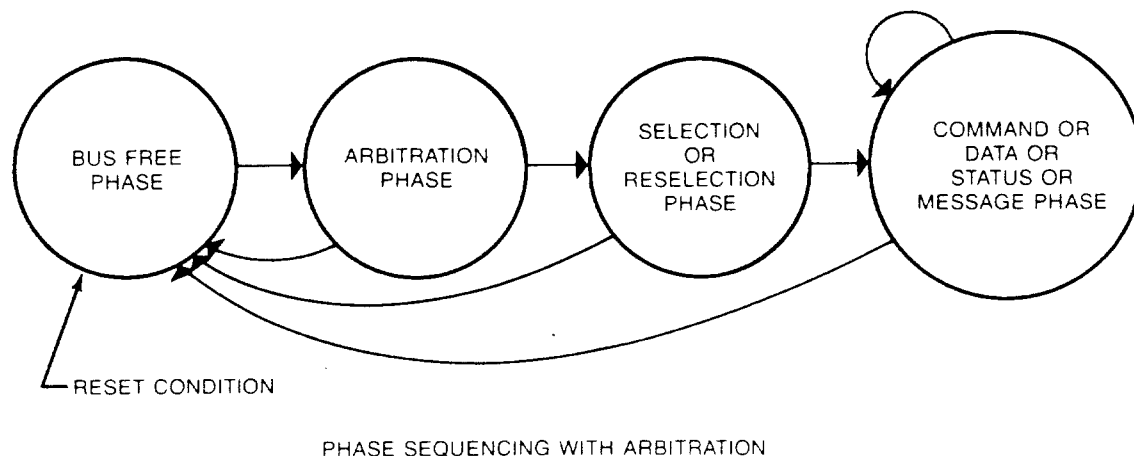 BUS FREE
PHASE
ARBITRATION
PHASE
SELECTION
OR
RESELECTION
PHASE
COMMAND OR
DATA OR
STATUS OR
MESSAGE PHASE
RESET CONDITION
PHASE SEQUENCING WITH ARBITRATION